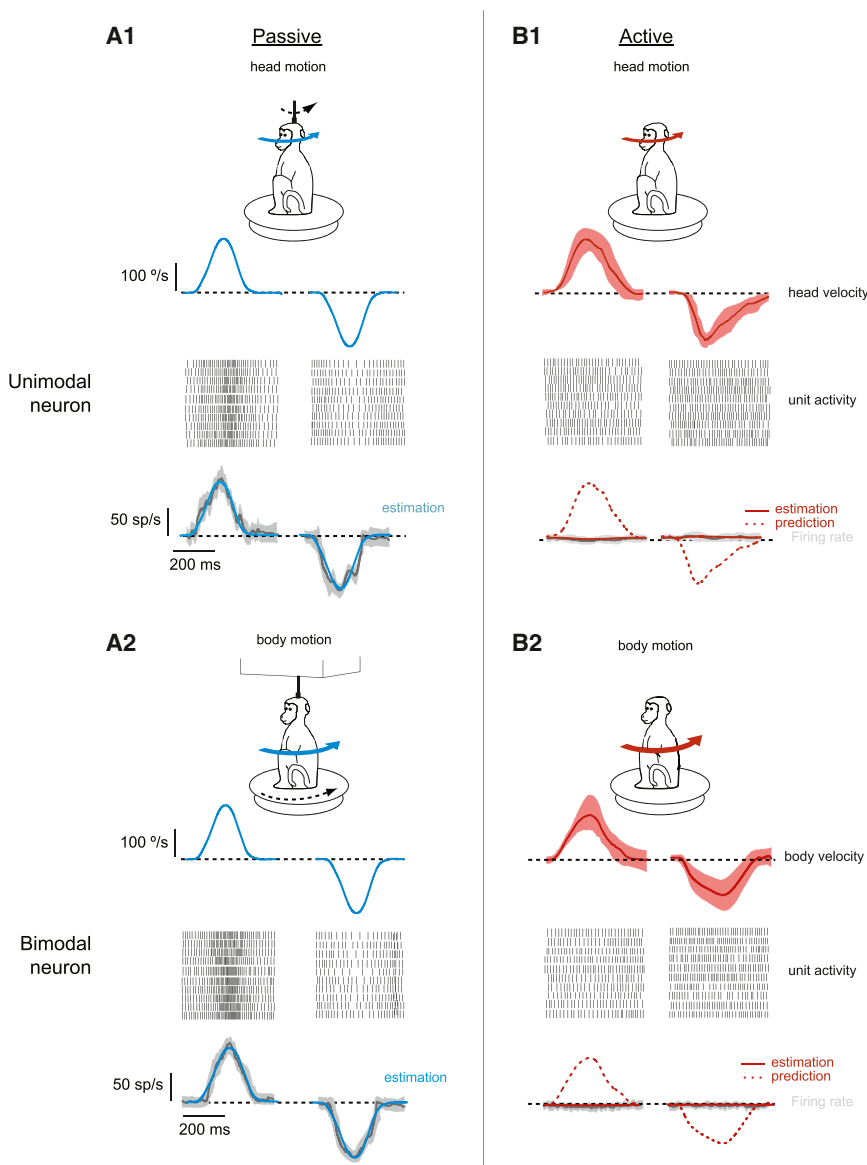 A1
Passive
head motion
B1
Active
head motion
100 º/s
head velocity
Unimodal
neuron
unit activity
50 sp/s
estimation
200 ms
estimation
prediction
Firing rate
A2
body motion
B2
body motion
100 º/s
body velocity
Bimodal
neuron
unit activity
50 sp/s
estimation
200 ms
estimation
prediction
Firing rate